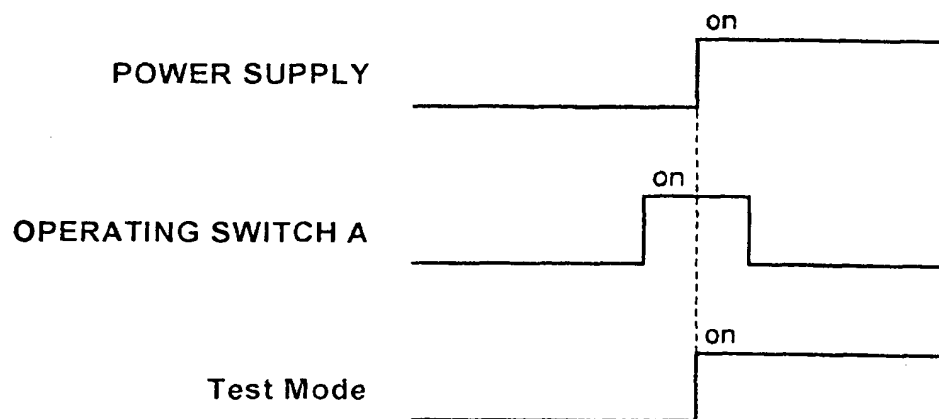 on
POWER SUPPLY
on
OPERATING SWITCH A
on
Test Mode